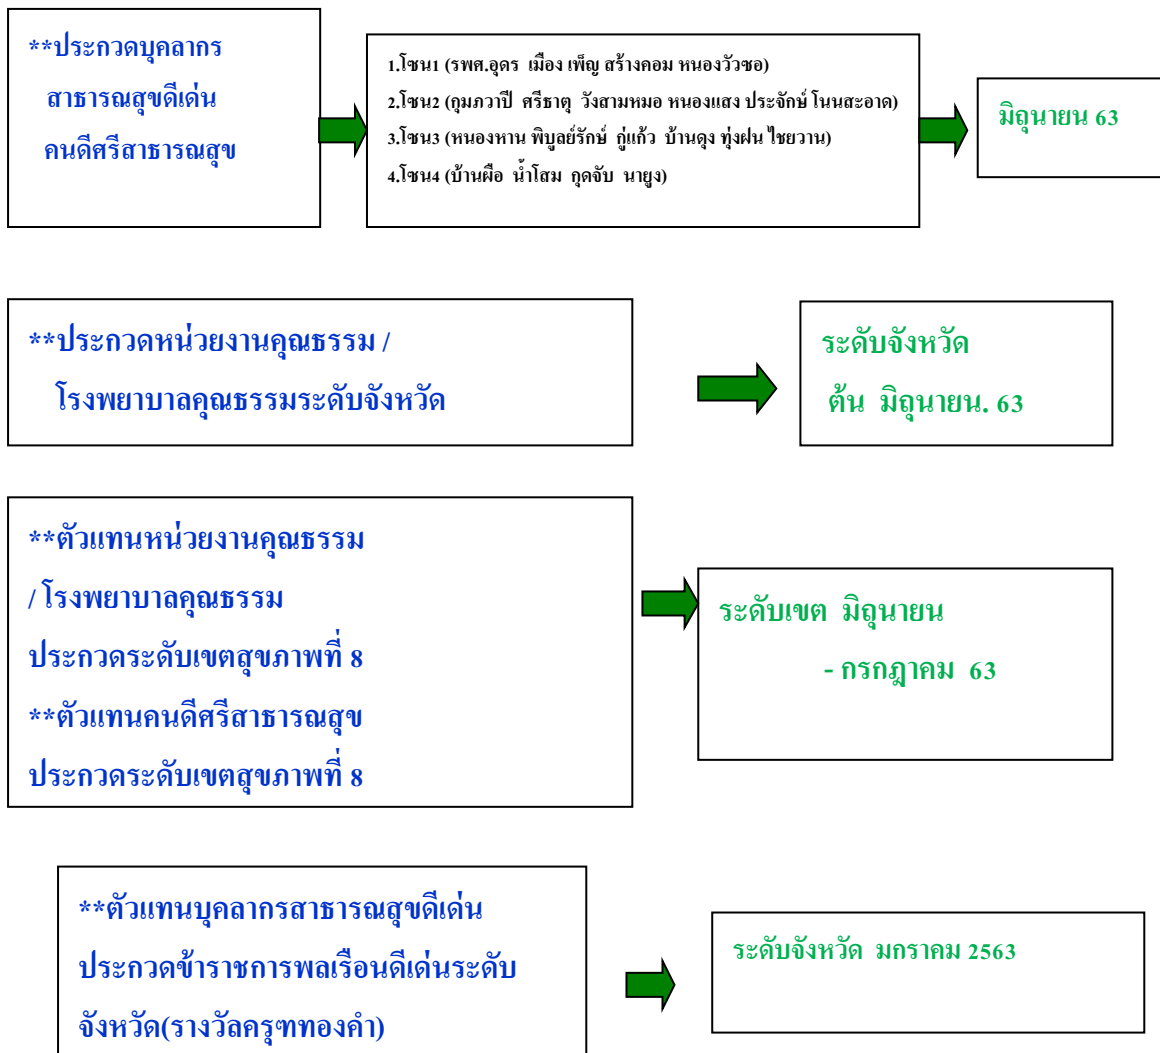 **ประกวดบุคลากร
สาธารณสุขดีเด่น
คนดีศรีสาธารณสุข
1.โซน1 (รพศ.อุดร เมือง เพ็ญ สร้างคอม หนองวัวซอ)
2.โซน2 (กุมภวาปี ศรีธาตุ วังสามหมอ หนองแสง ประจักษ์ โนนสะอาด)
3.โซน3 (หนองหาน พิบูลย์รักษ์ กู่แก้ว บ้านดุง ทุ่งฝน ไชยวาน)
4.โซน4 (บ้านผือ น้ำโสม กุดจับ นายูง)
มิถุนายน 63
**ประกวดหน่วยงานคุณธรรม /
โรงพยาบาลคุณธรรมระดับจังหวัด
ระดับจังหวัด
ต้น มิถุนายน. 63
**ตัวแทนหน่วยงานคุณธรรม
/ โรงพยาบาลคุณธรรม
ประกวดระดับเขตสุขภาพที่ 8
**ตัวแทนคนดีศรีสาธารณสุข
ประกวดระดับเขตสุขภาพที่ 8
ระดับเขต มิถุนายน
- กรกฎาคม 63
**ตัวแทนบุคลากรสาธารณสุขดีเด่น
ประกวดข้าราชการพลเรือนดีเด่นระดับ
จังหวัด(รางวัลครุฑทองคำ)
ระดับจังหวัด มกราคม 2563